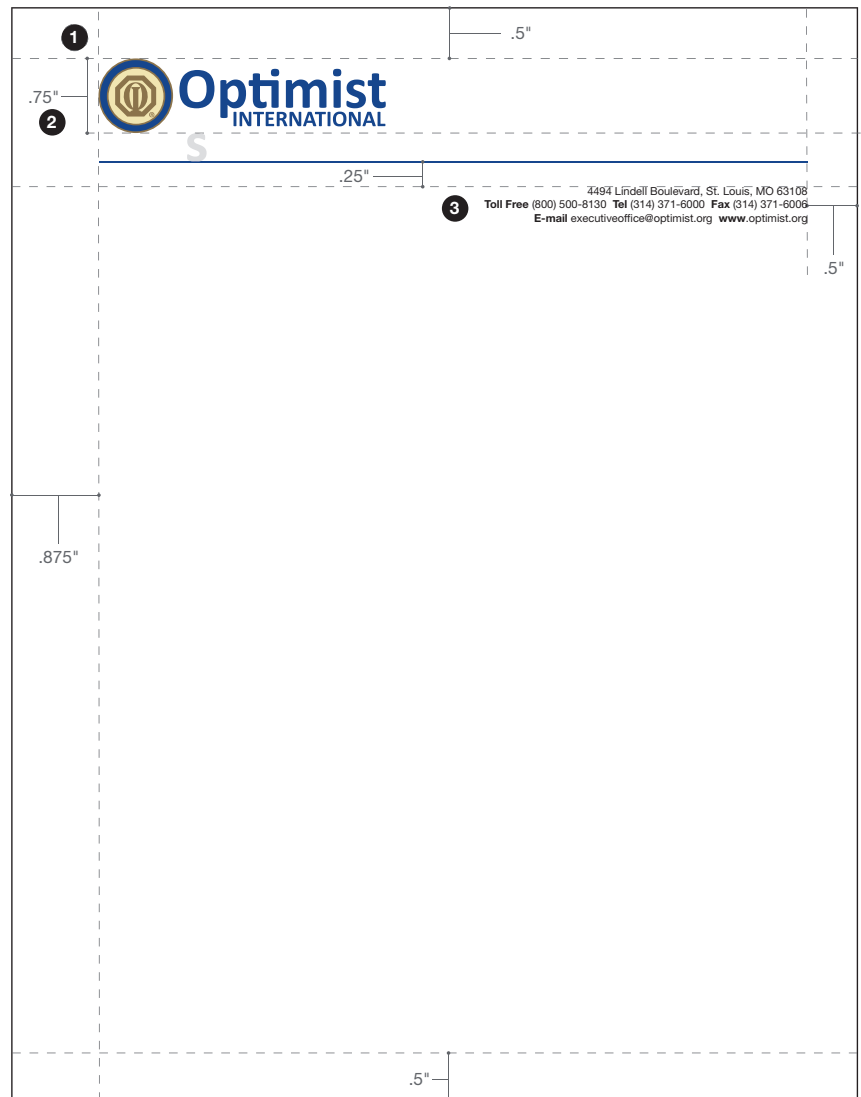 1
.5"
.75"
2
Optimist
INTERNATIONAL
S
.25"
3
4494 Lindell Boulevard, St. Louis, MO 63108
Toll Free (800) 500-8130 Tel (314) 371-6000 Fax (314) 371-6006
E-mail executiveoffice@optimist.org www.optimist.org
.5"
.875"
.5"